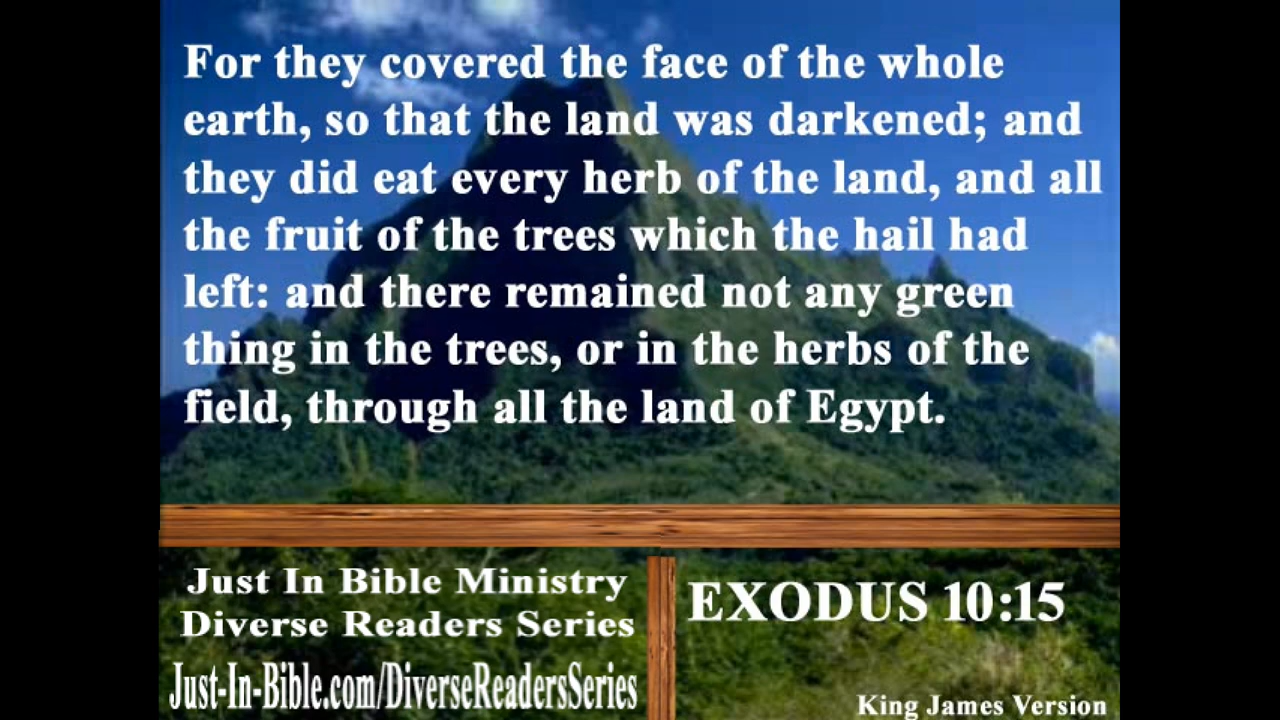 For they covered the face of the whole
earth, so that the land was darkened; and
they did eat every herb of the land, and all
the fruit of the trees which the hail had
left: and there remained not any green
thing in the trees, or in the herbs of the
field, through all the land of Egypt.
Just In Bible Ministry
Diverse Readers Series
Just-In-Bible.com/DiverseReadersSeries
EXODUS 10:15
King James Version